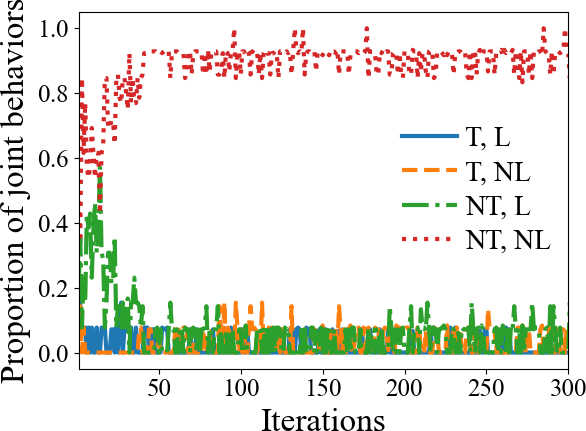 Proportion of joint behaviors
1.0
0.8
0.6
0.4
0.2
0.0
T, L
T, NL
NT, L
NT, NL
50
100
150
200
250
300
Iterations